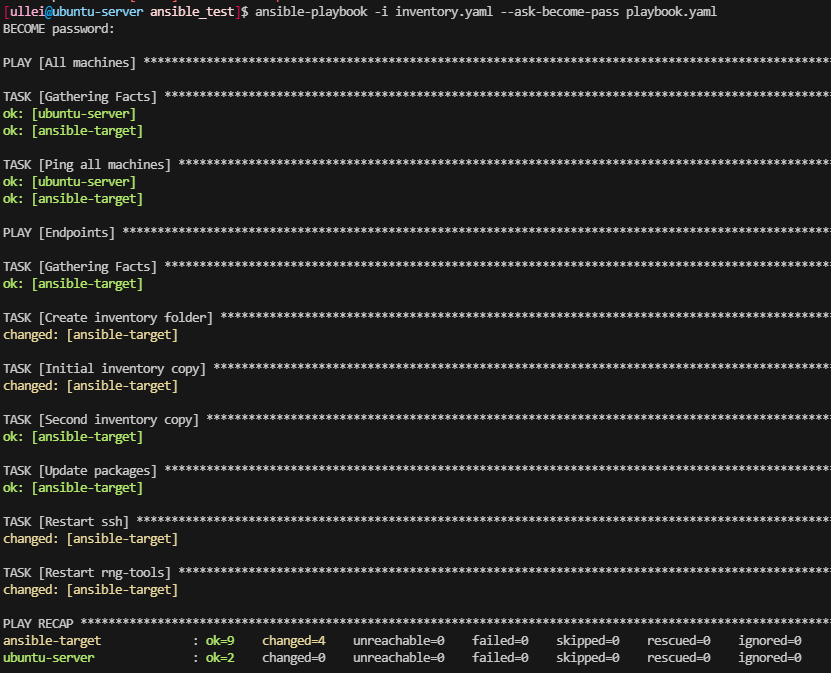 [ullei@ubuntu-server ansible_test]$ ansible-playbook -i inventory.yaml --ask-become-pass playbook.yaml
BECOME password:
PLAY [All machines] **************************************************************************************************
TASK [Gathering Facts] ***********************************************************************************************
ok: [ubuntu-server]
ok: [ansible-target]
TASK [Ping all machines] *********************************************************************************************
ok: [ubuntu-server]
ok: [ansible-target]
PLAY [Endpoints] *****************************************************************************************************
TASK [Gathering Facts] ***********************************************************************************************
ok: [ansible-target]
TASK [Create inventory folder] ***************************************************************************************
changed: [ansible-target]
TASK [Initial inventory copy] ****************************************************************************************
changed: [ansible-target]
TASK [Second inventory copy] *****************************************************************************************
ok: [ansible-target]
TASK [Update packages] ***********************************************************************************************
ok: [ansible-target]
TASK [Restart ssh] ***************************************************************************************************
changed: [ansible-target]
TASK [Restart rng-tools] *********************************************************************************************
changed: [ansible-target]
PLAY RECAP ***********************************************************************************************************
ansible-target : ok=9 changed=4 unreachable=0 failed=0 skipped=0 rescued=0 ignored=0
ubuntu-server : ok=2 changed=0 unreachable=0 failed=0 skipped=0 rescued=0 ignored=0